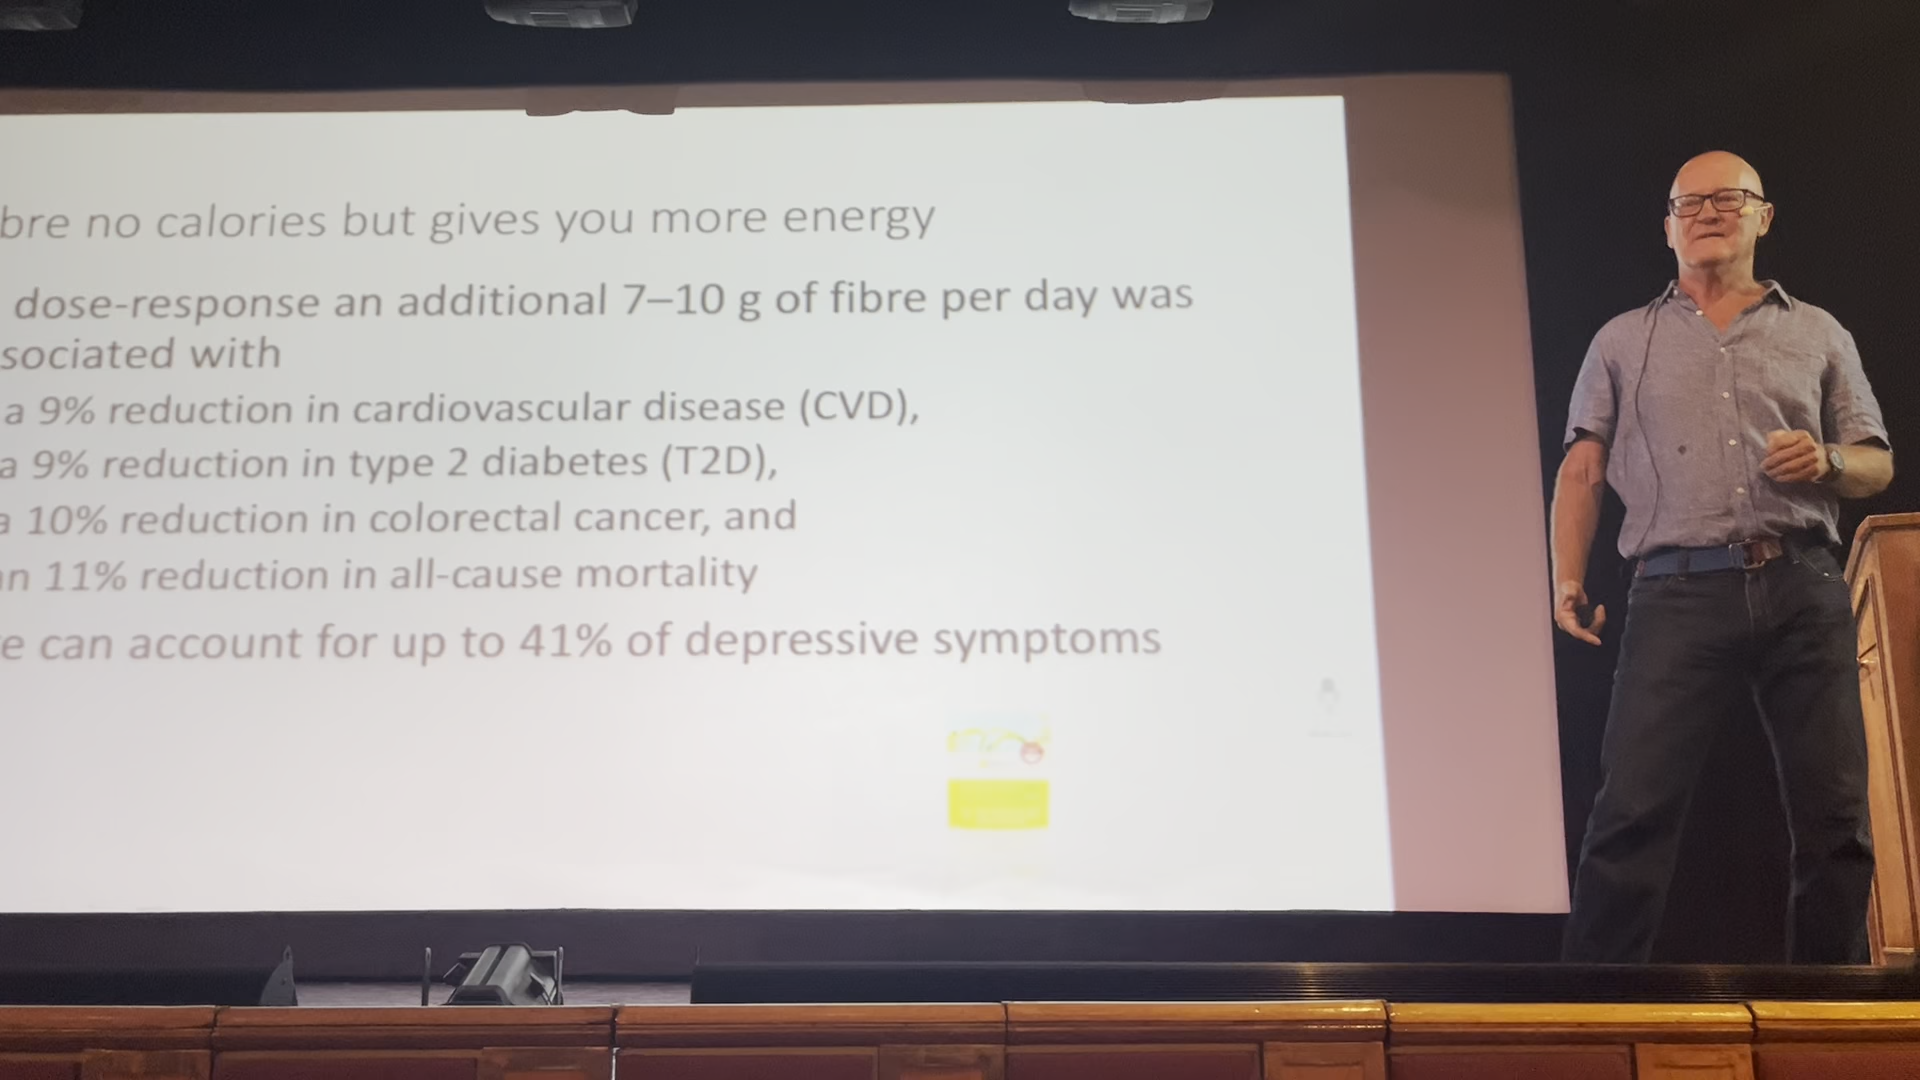 bre no calories but gives you more energy
dose-response an additional 7–10 g of fibre per day was
sociated with
a 9% reduction in cardiovascular disease (CVD),
a 9% reduction in type 2 diabetes (T2D),
a 10% reduction in colorectal cancer, and
n 11% reduction in all-cause mortality
e can account for up to 41% of depressive symptoms